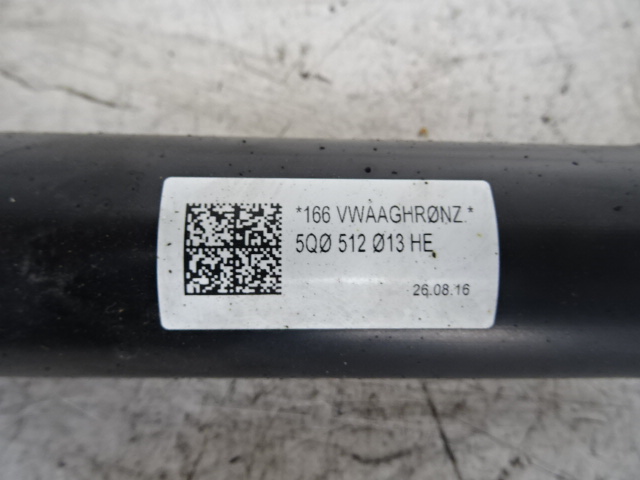 *166 VWAAGHRØNZ.*
5QØ 512 Ø13 HE
26.08.16